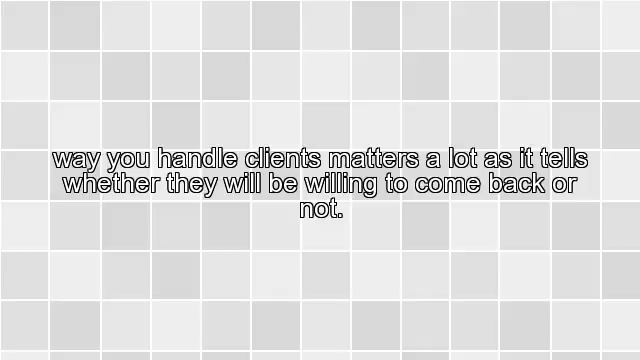 way you handle clients matters a lot as it tells
whether they will be willing to come back or
not.